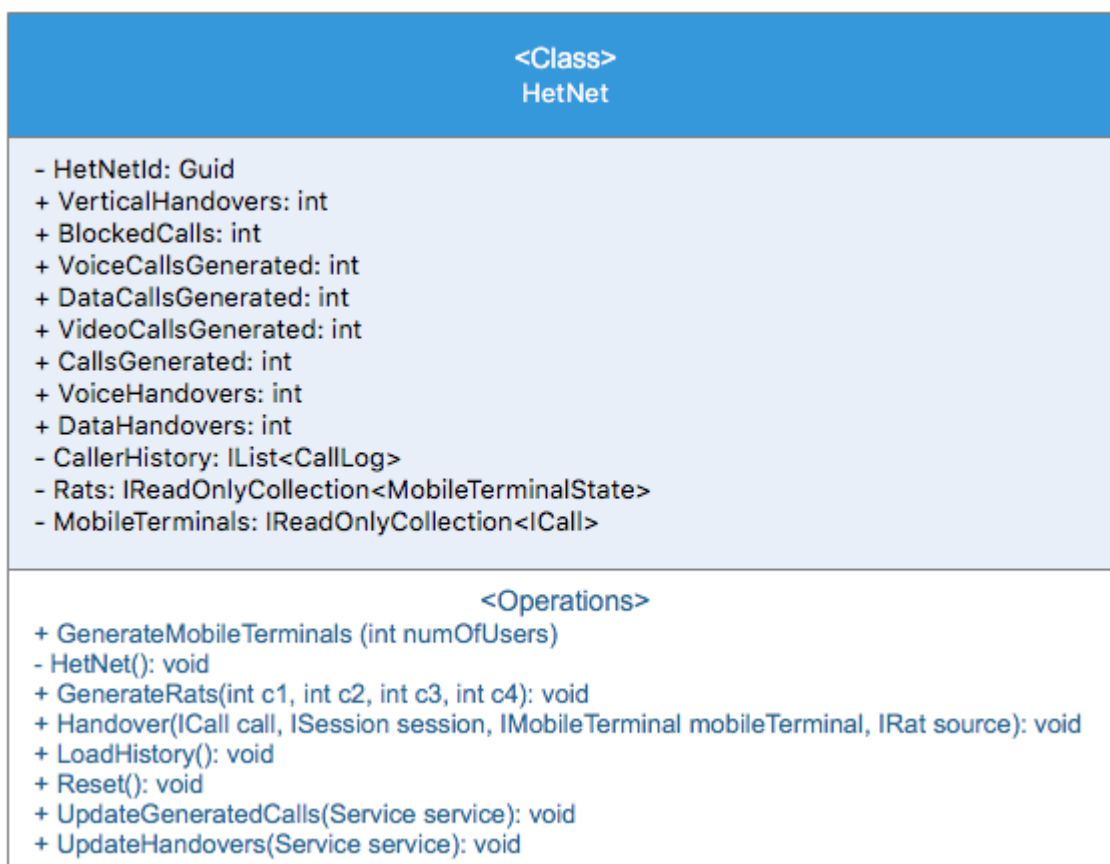 <Class>
HetNet
- HetNetId: Guid
+ VerticalHandovers: int
+ BlockedCalls: int
+ VoiceCallsGenerated: int
+ DataCallsGenerated: int
+ VideoCallsGenerated: int
+ CallsGenerated: int
+ VoiceHandovers: int
+ DataHandovers: int
- CallerHistory: IList<CallLog>
- Rats: IReadOnlyCollection<MobileTerminalState>
- MobileTerminals: IReadOnlyCollection<ICall>
<Operations>
+ GenerateMobileTerminals (int numOfUsers)
- HetNet(): void
+ GenerateRats(int c1, int c2, int c3, int c4): void
+ Handover(ICall call, ISession session, IMobileTerminal mobileTerminal, IRat source): void
+ LoadHistory(): void
+ Reset(): void
+ UpdateGeneratedCalls(Service service): void
+ UpdateHandovers(Service service): void